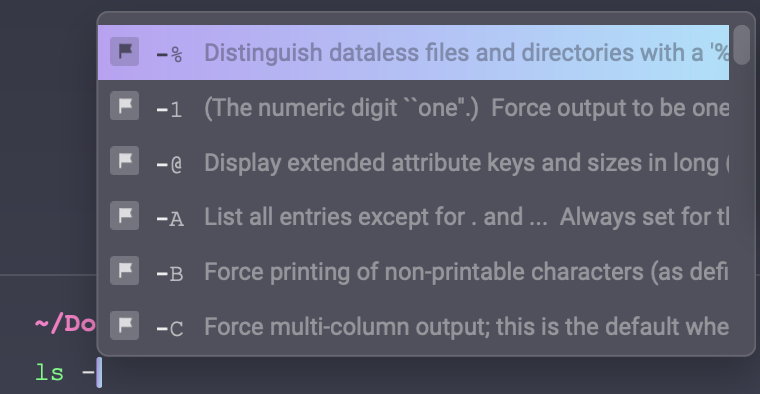 -% Distinguish dataless files and directories with a '%
-1 (The numeric digit ``one''.) Force output to be one
-@ Display extended attribute keys and sizes in long (
-A List all entries except for . and ... Always set for t
-B Force printing of non-printable characters (as defi
-C Force multi-column output; this is the default whe
~/Do
ls -